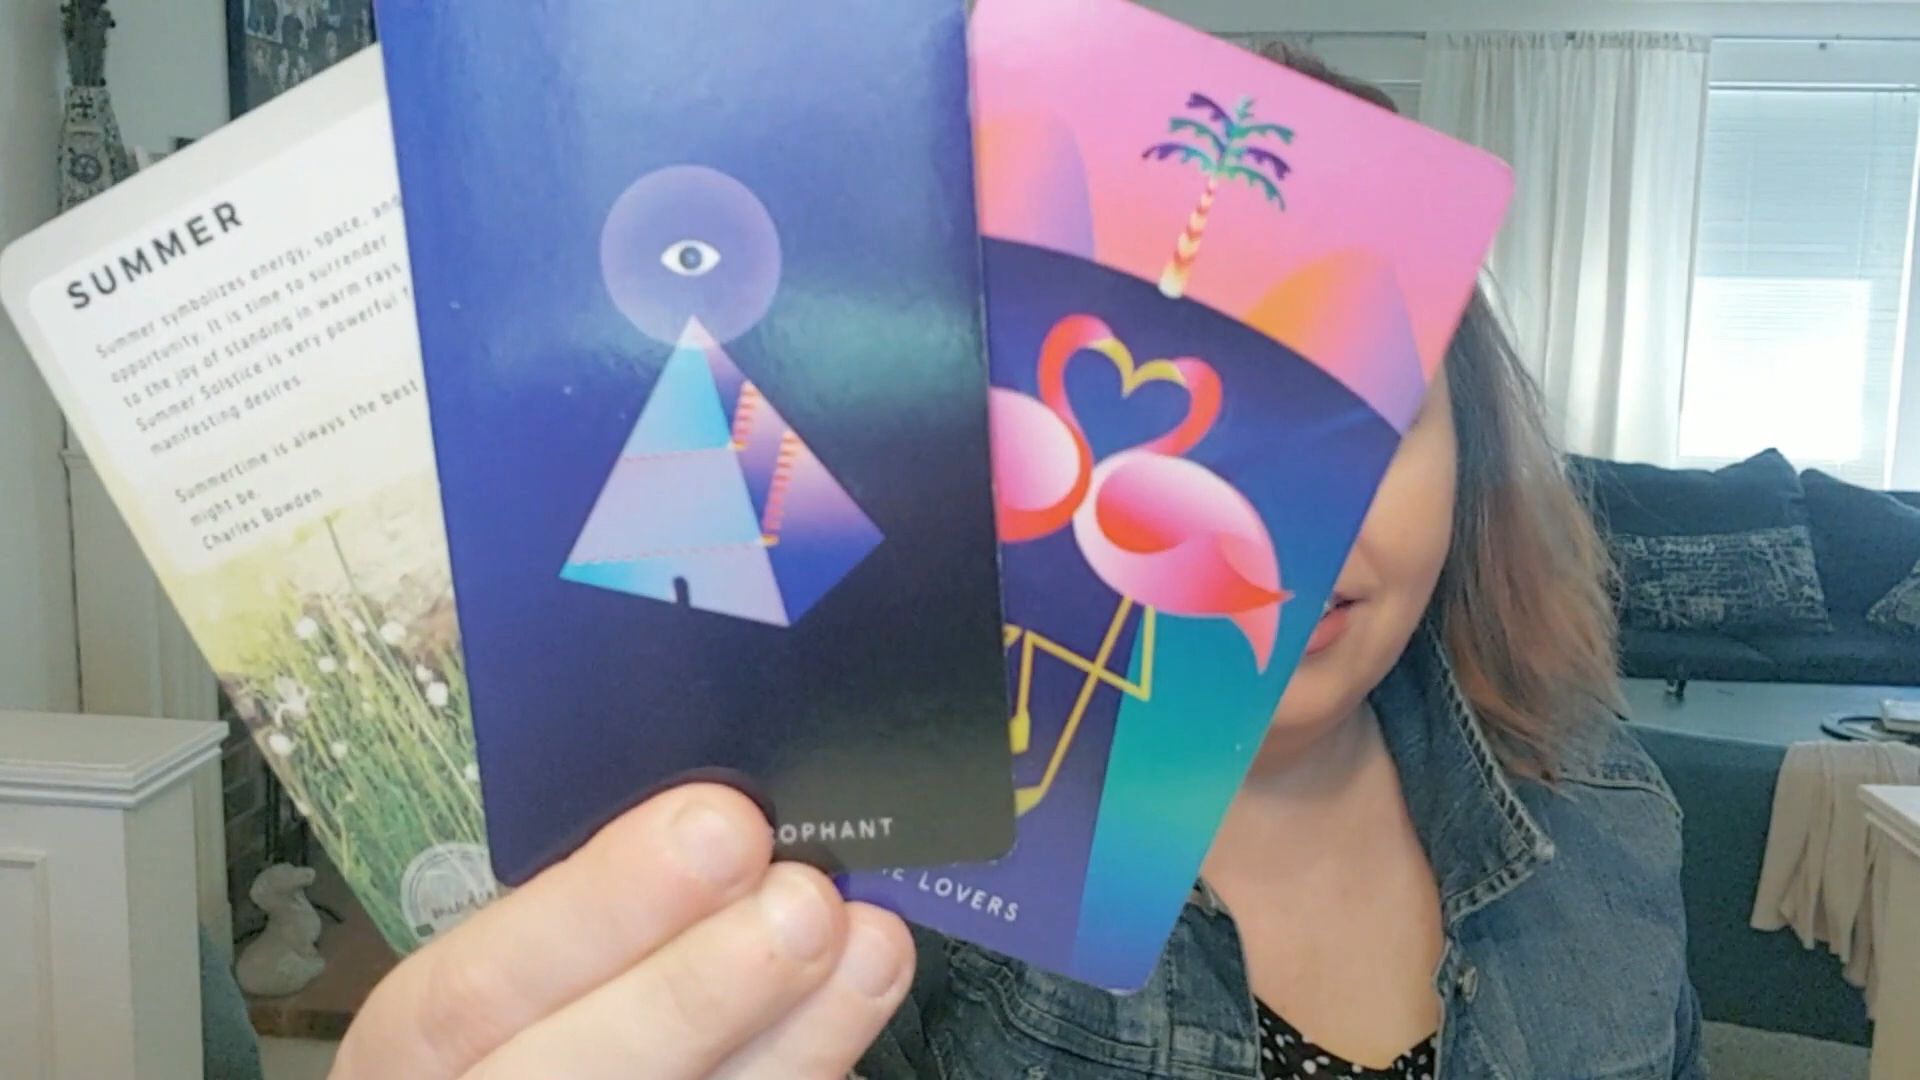 SUMMER
Summer symbolizes energy, space, and
opportunity. It is time to surrender
to the joy of standing in warm rays
Summer Solstice is very powerful
manifesting desires
Summertime is always the best
might be.
Charles Bowden
OPHANT
LOVERS